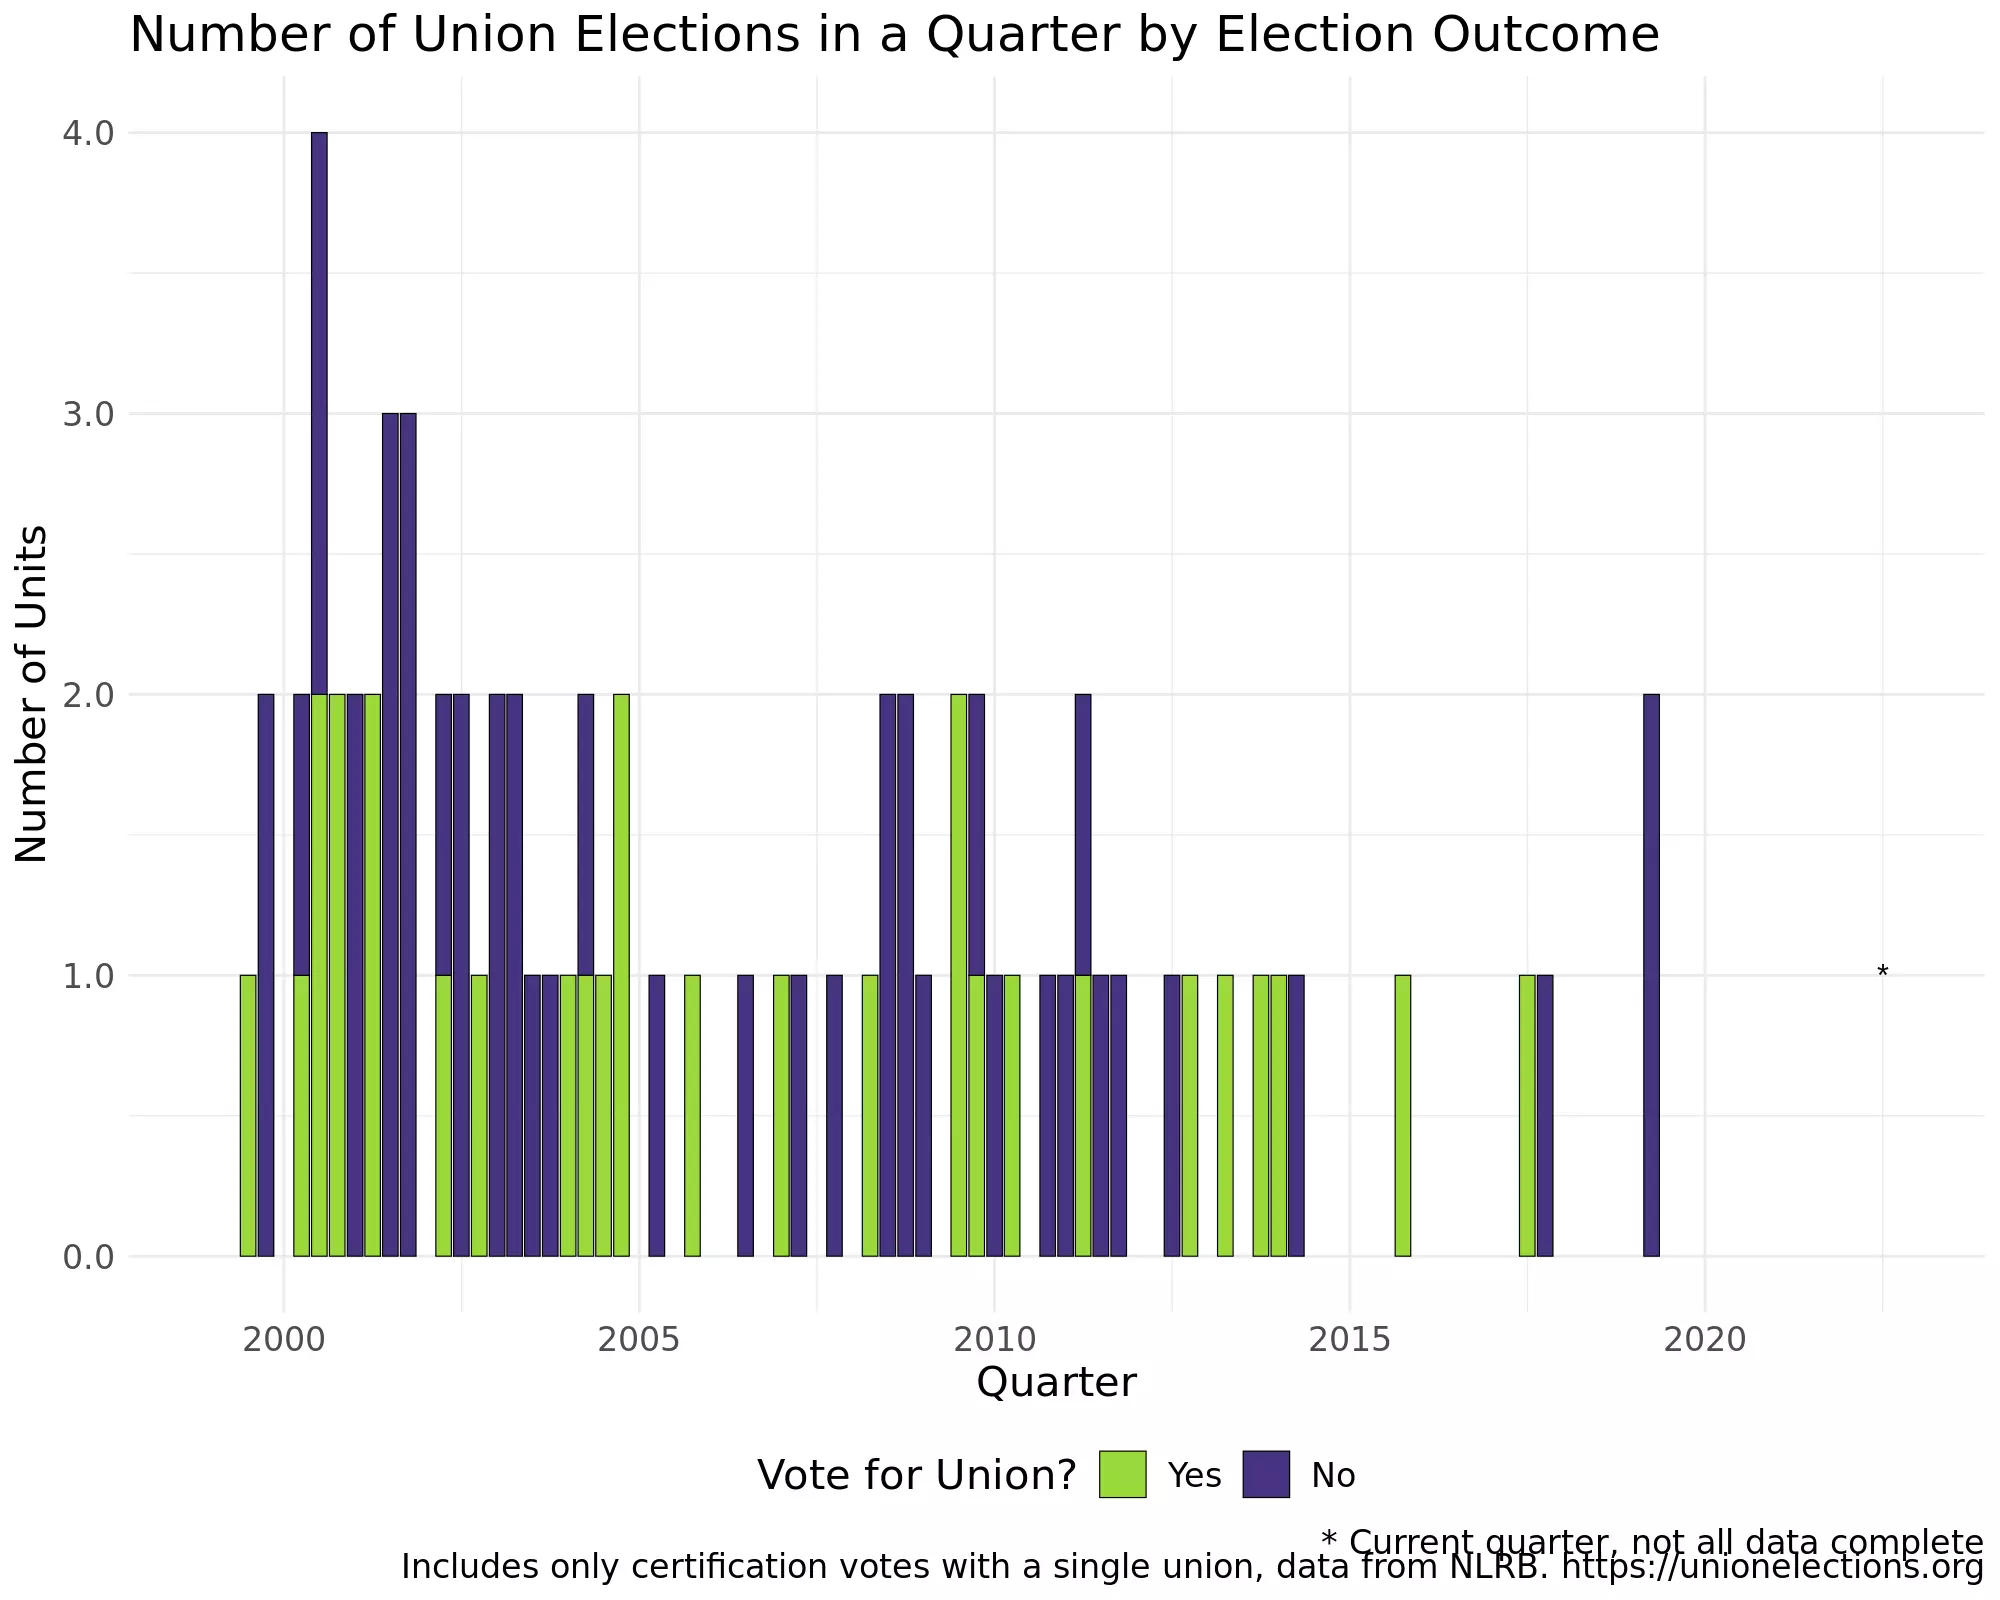 Number of Union Elections in a Quarter by Election Outcome
4.0
3.0
2.0
1.0
0.0
Number of Units
*
2000 2005 2010 2015 2020
Quarter
Vote for Union? Yes No
* Current quarter, not all data complete
Includes only certification votes with a single union, data from NLRB. https://unionelections.org